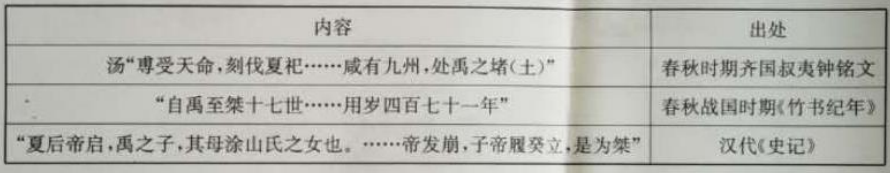 内容 出处
汤“尃受天命,刻伐夏祀……咸有九州,处禹之堵(土)” 春秋时期齐国叔夷钟铭文
“自禹至桀十七世……用岁四百七十一年” 春秋战国时期《竹书纪年》
“夏后帝启,禹之子,其母涂山氏之女也。……帝发崩,子帝履癸立,是为桀” 汉代《史记》